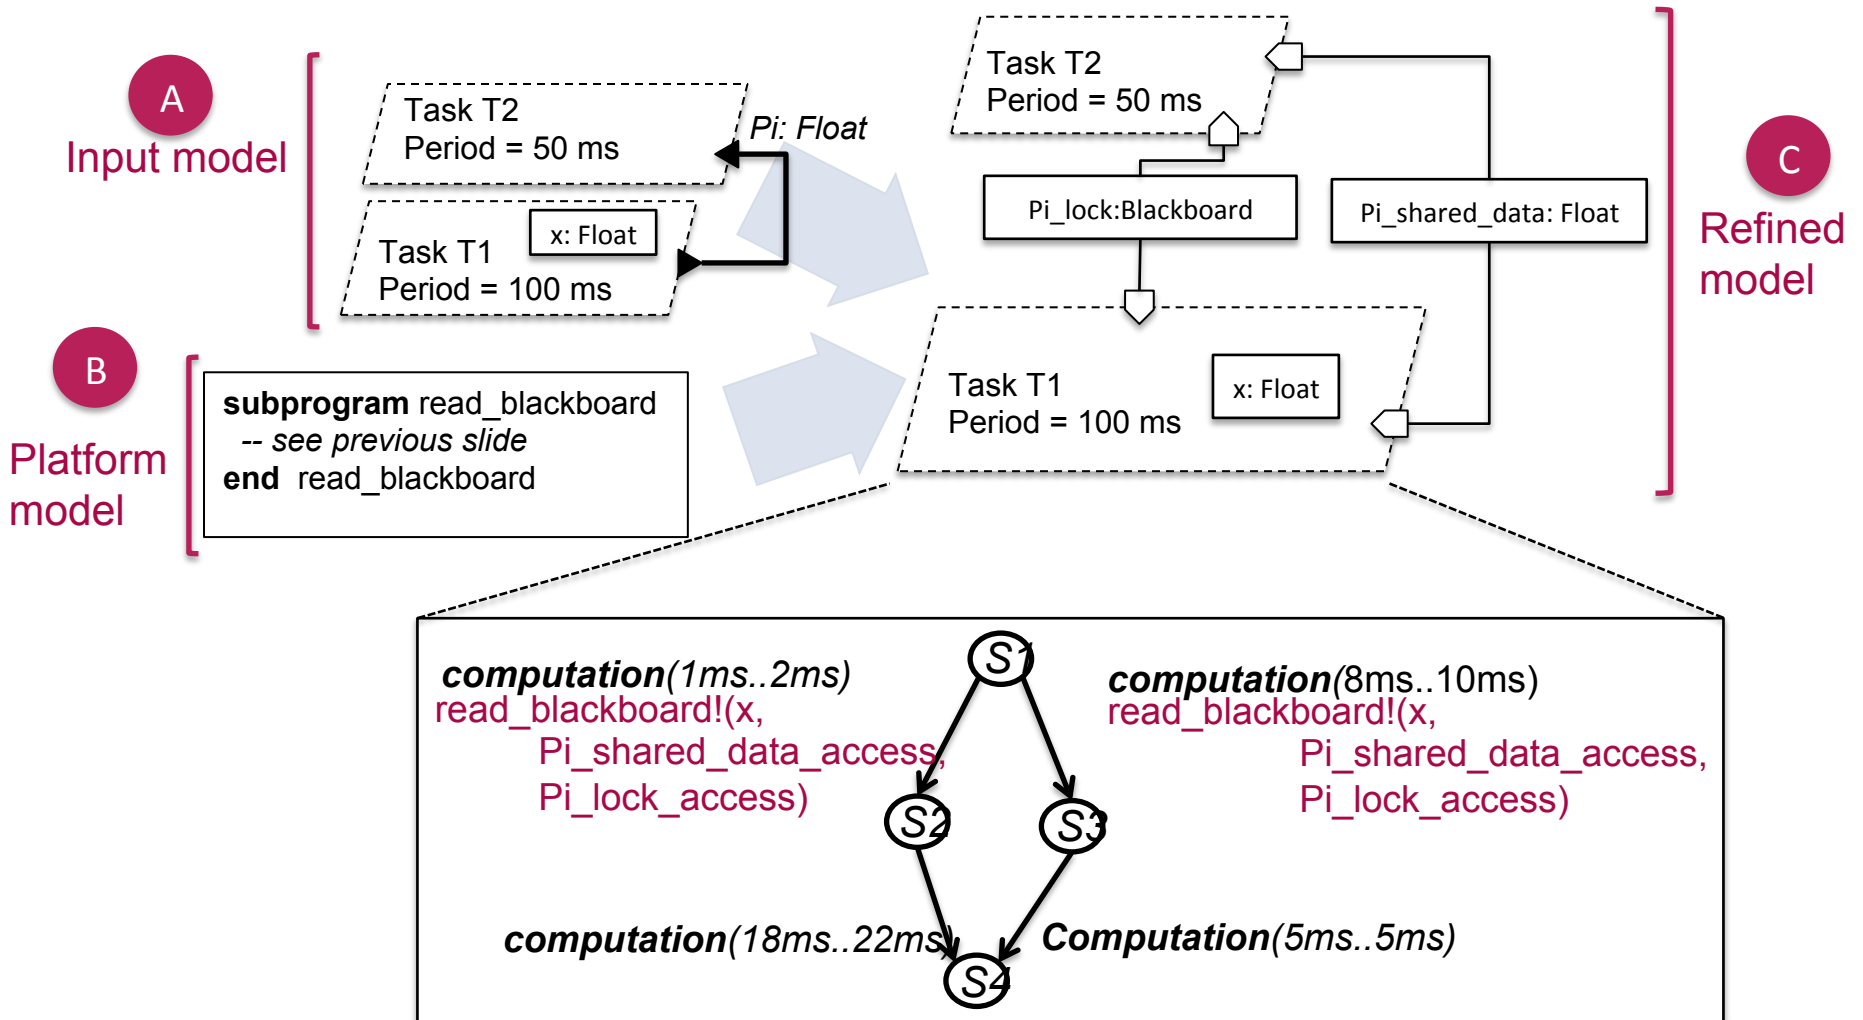 A
Input model
Task T2
Period = 50 ms
Pi: Float
x: Float
Task T1
Period = 100 ms
B
Platform
model
subprogram read_blackboard
-- see previous slide
end read_blackboard
Task T2
Period = 50 ms
Pi_lock:Blackboard
Pi_shared_data: Float
Task T1
Period = 100 ms
x: Float
C
Refined
model
S1
computation(1ms..2ms)
read_blackboard!(x,
Pi_shared_data_access,
Pi_lock_access)
computation(8ms..10ms)
read_blackboard!(x,
Pi_shared_data_access,
Pi_lock_access)
S2
S3
computation(18ms..22ms)
Computation(5ms..5ms)
S4